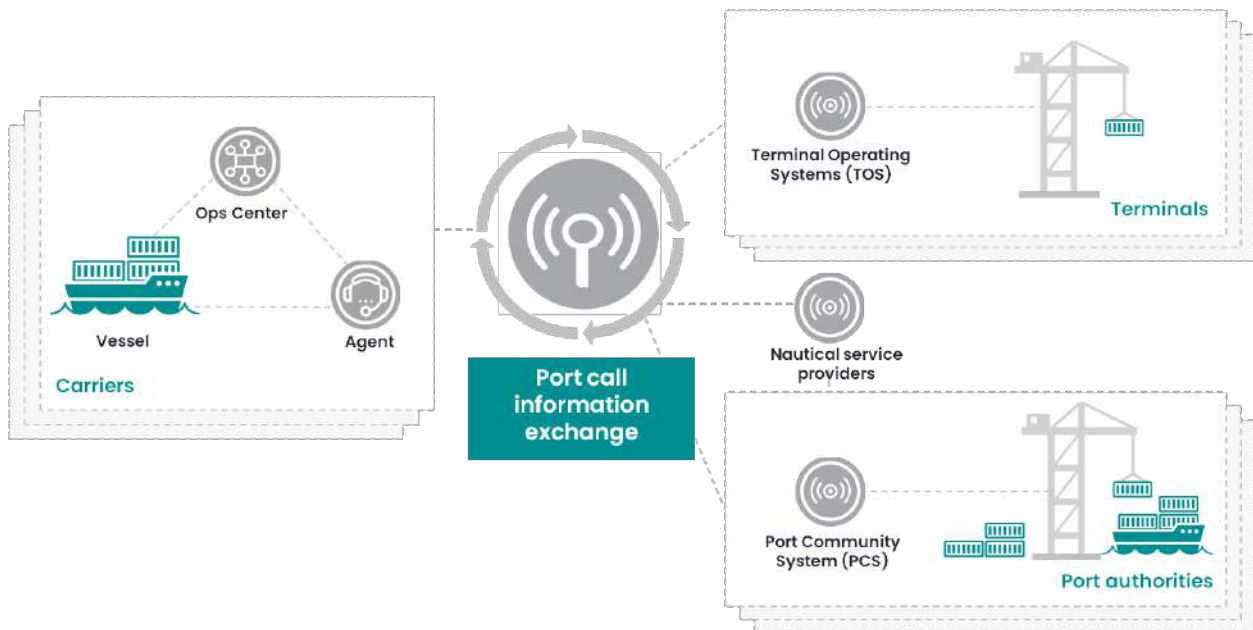 Ops Center
Vessel
Agent
Carriers
Port call
information
exchange
Terminal Operating
Systems (TOS)
Terminals
Nautical service
providers
Port Community
System (PCS)
Port authorities